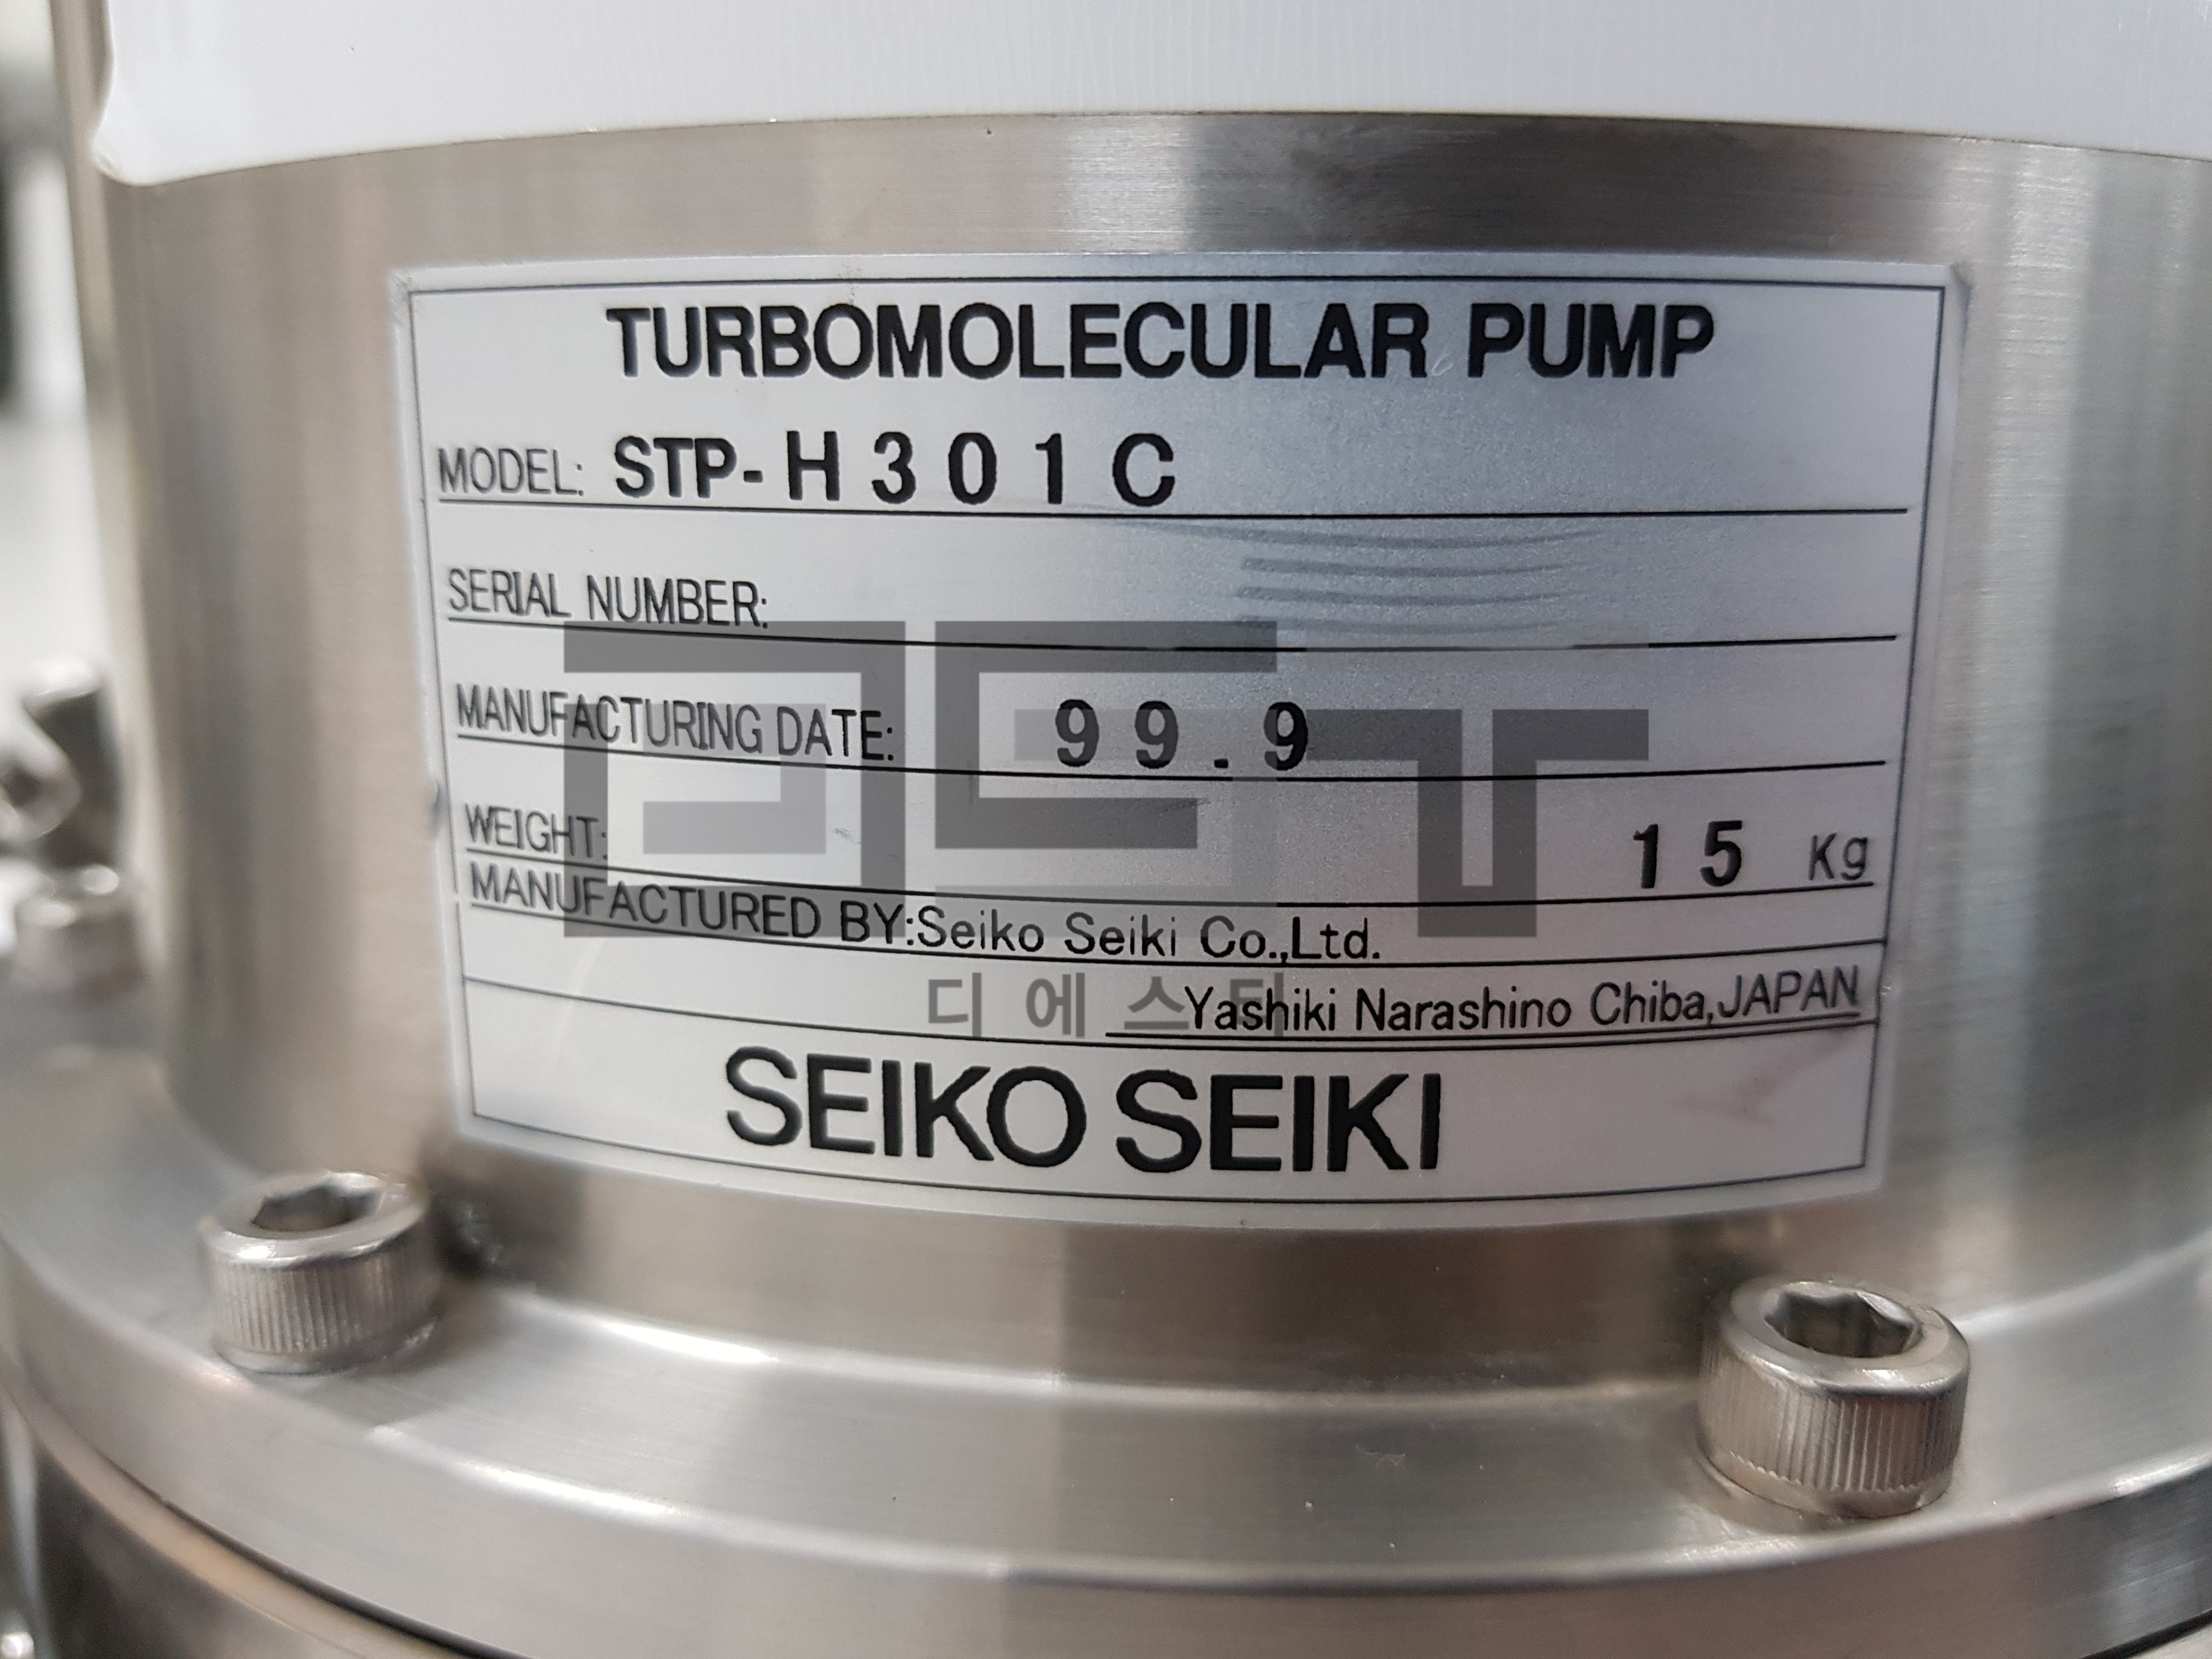 TURBOMOLECULAR PUMP
MODEL: STP-H301C
SERIAL NUMBER:
MANUFACTURING DATE: 99.9
WEIGHT: 15 Kg
MANUFACTURED BY:Seiko Seiki Co.,Ltd.
Yashiki Narashino Chiba,JAPAN
SEIKO SEIKI
DST
디에스티